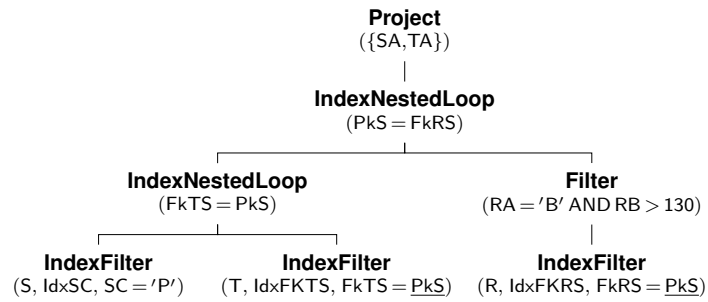 Project
({SA,TA})
IndexNestedLoop
(PkS = FkRS)
IndexNestedLoop
(FkTS = PkS)
Filter
(RA = 'B' AND RB > 130)
IndexFilter
(S, IdxSC, SC = 'P')
IndexFilter
(T, IdxFKTS, FkTS = PkS)
IndexFilter
(R, IdxFKRS, FkRS = PkS)